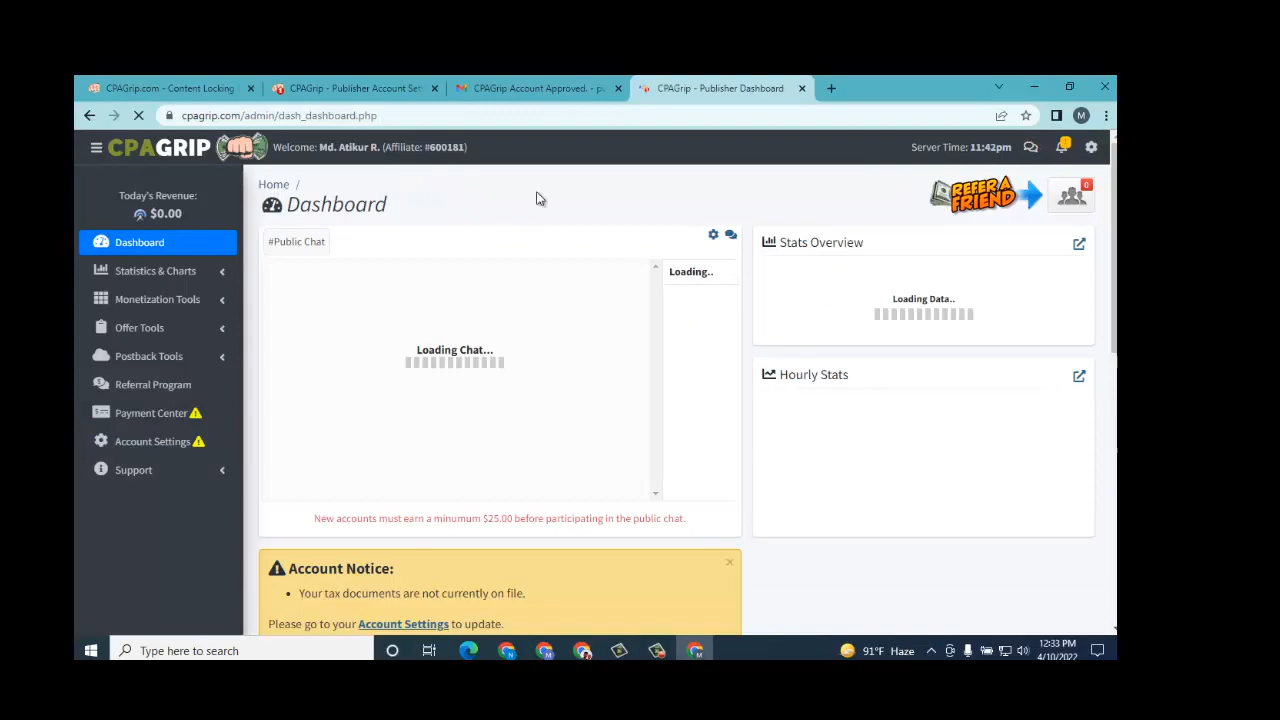 CPAGrip.com - Content Locking
CPAGrip - Publisher Account Set
CPAGrip Account Approved. - pu
CPAGrip - Publisher Dashboard
cpagrip.com/admin/dash_dashboard.php
M
CPAGRIP
Welcome: Md. Atikur R. (Affiliate: #600181)
Server Time: 11:42pm
Today's Revenue:
$0.00
Dashboard
Statistics & Charts
Monetization Tools
Offer Tools
Postback Tools
Referral Program
Payment Center
Account Settings
Support
Home /
Dashboard
REFER A FRIEND
0
#Public Chat
Loading..
Loading Chat...
New accounts must earn a minumum $25.00 before participating in the public chat.
Stats Overview
Loading Data..
Hourly Stats
Account Notice:
Your tax documents are not currently on file.
Please go to your Account Settings to update.
Type here to search
91°F Haze
12:33 PM
4/10/2022